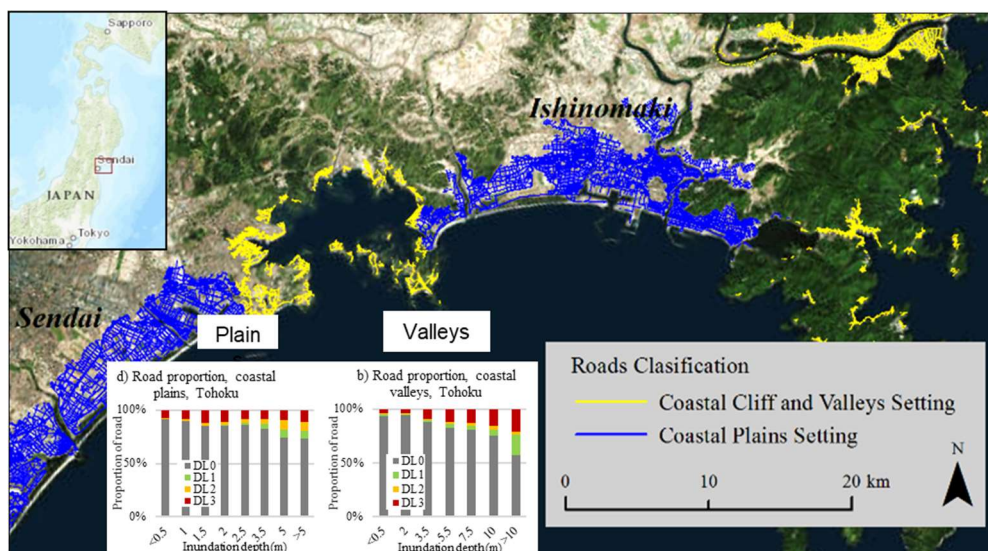 Sapporo
Sendai
JAPAN
Tokyo
Yokohama
Ishinomaki
Sendai
Plain
Valleys
d) Road proportion, coastal
plains, Tohoku
100%
50%
0%
Proportion of road
DL0
DL1
DL2
DL3
<0.5
1
1.5
2
2.5
3.5
5
>5
Inundation depth(m)
b) Road proportion, coastal
valleys, Tohoku
100%
50%
0%
Proportion of road
DL0
DL1
DL2
DL3
<0.5
2
3.5
5.5
7.5
10
>10
Inundation depth(m)
Roads Clasification
Coastal Cliff and Valleys Setting
Coastal Plains Setting
N
0 10 20 km